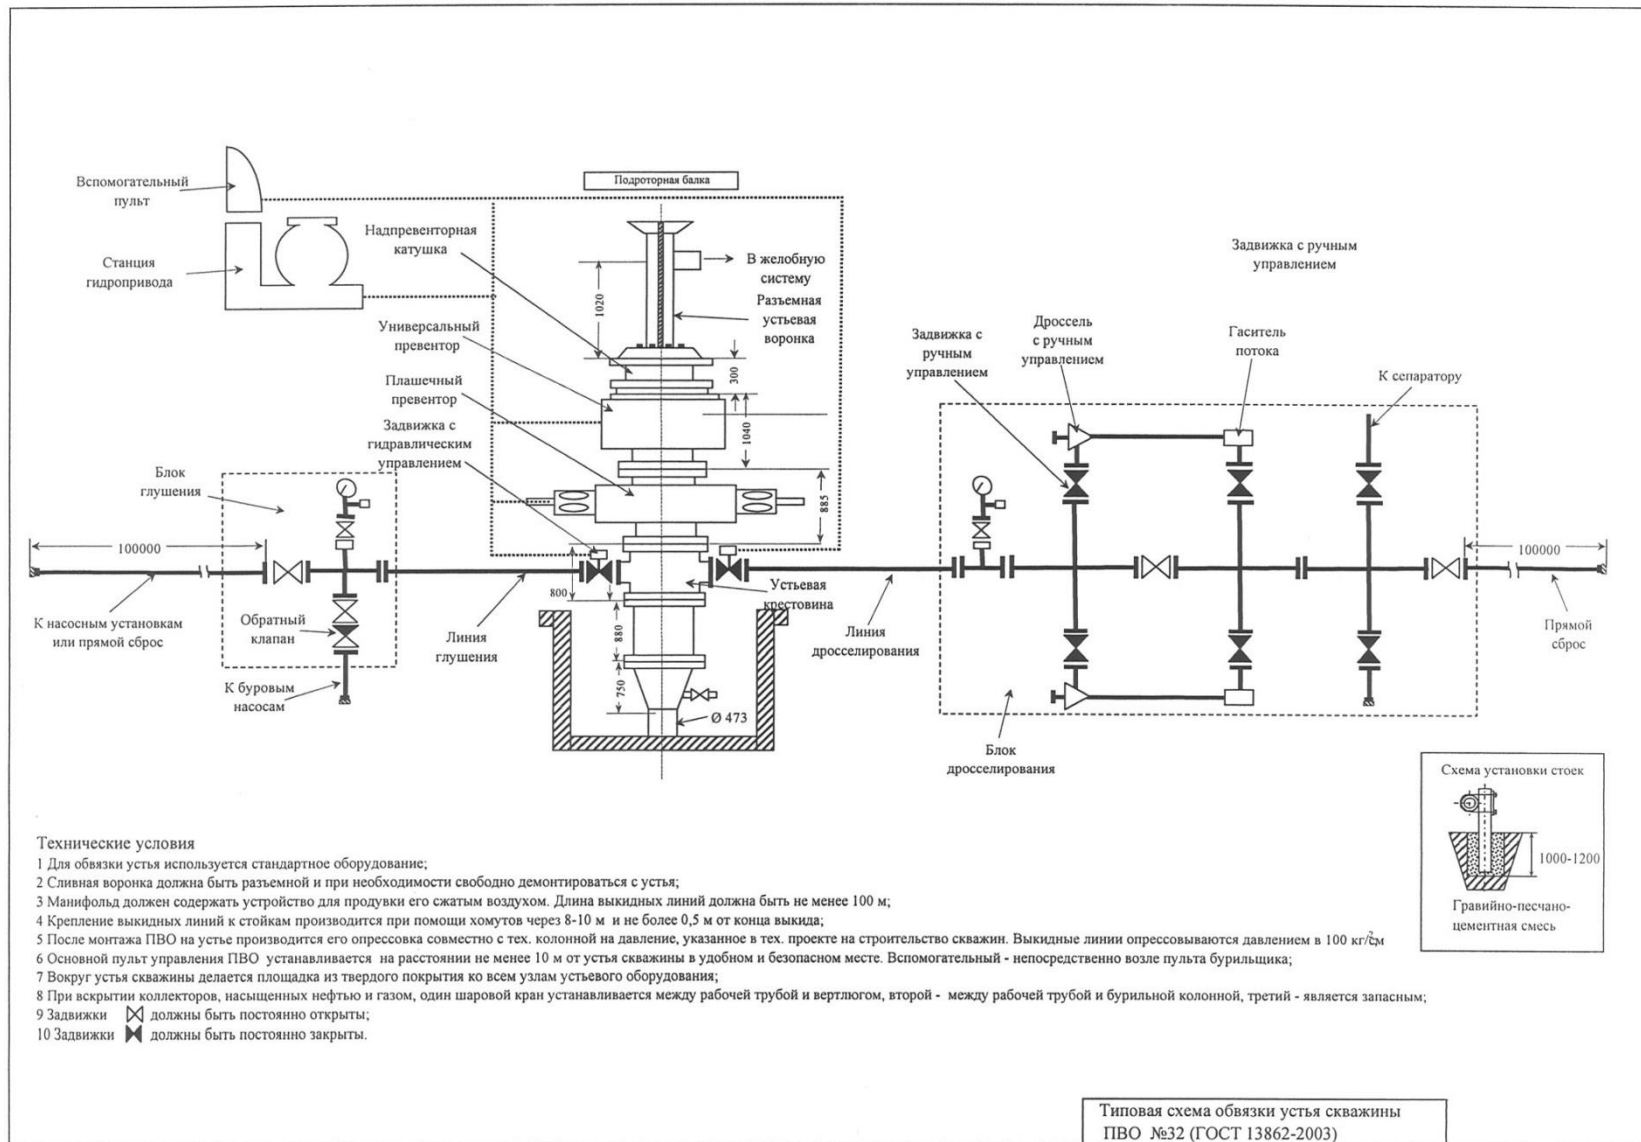 Подроторная балка
Вспомогательный
пульт
Станция
гидропривода
Надпревенторная
катушка
В желобную
систему
Разъемная
устьевая
воронка
1020
Универсальный
превентор
300
Плашечный
превентор
1040
Задвижка с
гидравлическим
управлением
885
Задвижка с ручным
управлением
Задвижка с
ручным
управлением
Дроссель
с ручным
управлением
Гаситель
потока
К сепаратору
Блок
глушения
100000
100000
800
Устьевая
крестовина
К насосным установкам
или прямой сброс
Обратный
клапан
Линия
глушения
880
Линия
дросселирования
Прямой
сброс
К буровым
насосам
750
Ø 473
Блок
дросселирования
Схема установки стоек
1000-1200
Гравийно-песчано-
цементная смесь
Технические условия
1 Для обвязки устья используется стандартное оборудование;
2 Сливная воронка должна быть разъемной и при необходимости свободно демонтироваться с устья;
3 Манифольд должен содержать устройство для продувки его сжатым воздухом. Длина выкидных линий должна быть не менее 100 м;
4 Крепление выкидных линий к стойкам производится при помощи хомутов через 8-10 м и не более 0,5 м от конца выкида;
5 После монтажа ПВО на устье производится его опрессовка совместно с тех. колонной на давление, указанное в тех. проекте на строительство скважин. Выкидные линии опрессовываются давлением в 100 кг/см²
6 Основной пульт управления ПВО устанавливается на расстоянии не менее 10 м от устья скважины в удобном и безопасном месте. Вспомогательный - непосредственно возле пульта бурильщика;
7 Вокруг устья скважины делается площадка из твердого покрытия ко всем узлам устьевого оборудования;
8 При вскрытии коллекторов, насыщенных нефтью и газом, один шаровой кран устанавливается между рабочей трубой и вертлюгом, второй - между рабочей трубой и бурильной колонной, третий - является запасным;
9 Задвижки должны быть постоянно открыты;
10 Задвижки должны быть постоянно закрыты.
Типовая схема обвязки устья скважины
ПВО №32 (ГОСТ 13862-2003)